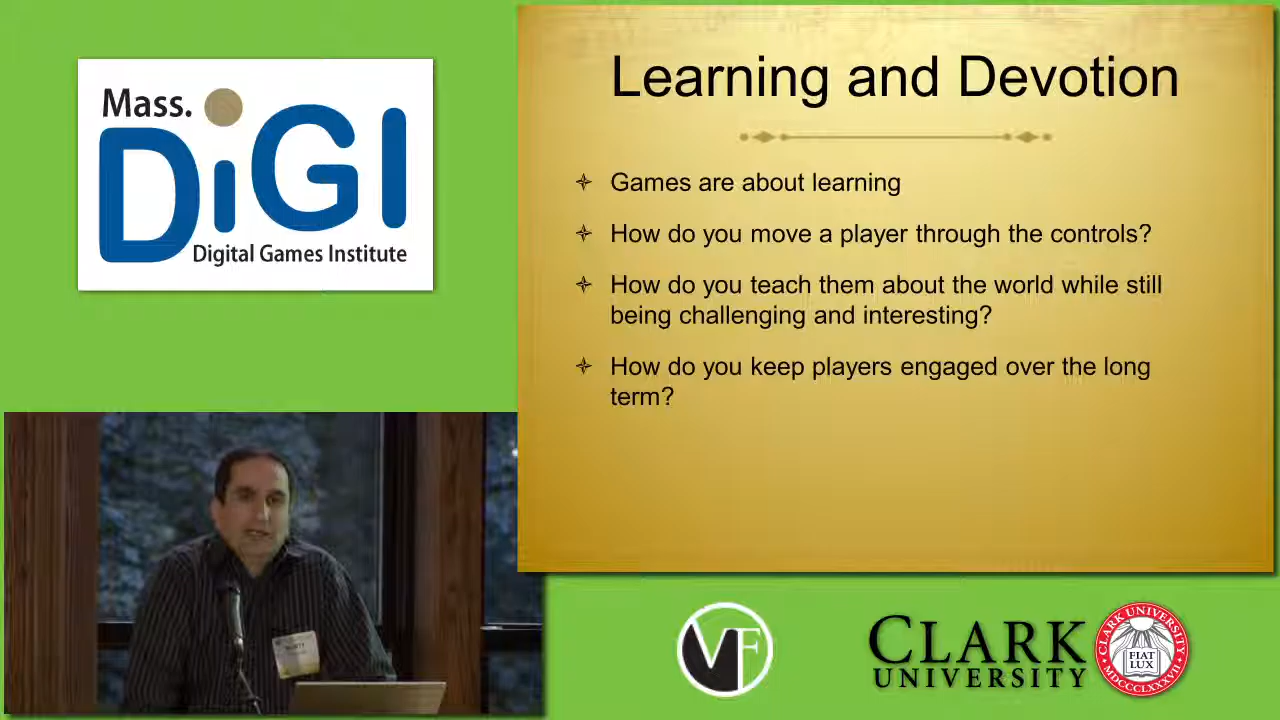 Mass.
DiGI
Digital Games Institute
Learning and Devotion
Games are about learning
How do you move a player through the controls?
How do you teach them about the world while still
being challenging and interesting?
How do you keep players engaged over the long
term?
VF
CLARK
UNIVERSITY
CLARK UNIVERSITY
FIAT
LUX
MDCCCLXXXVII